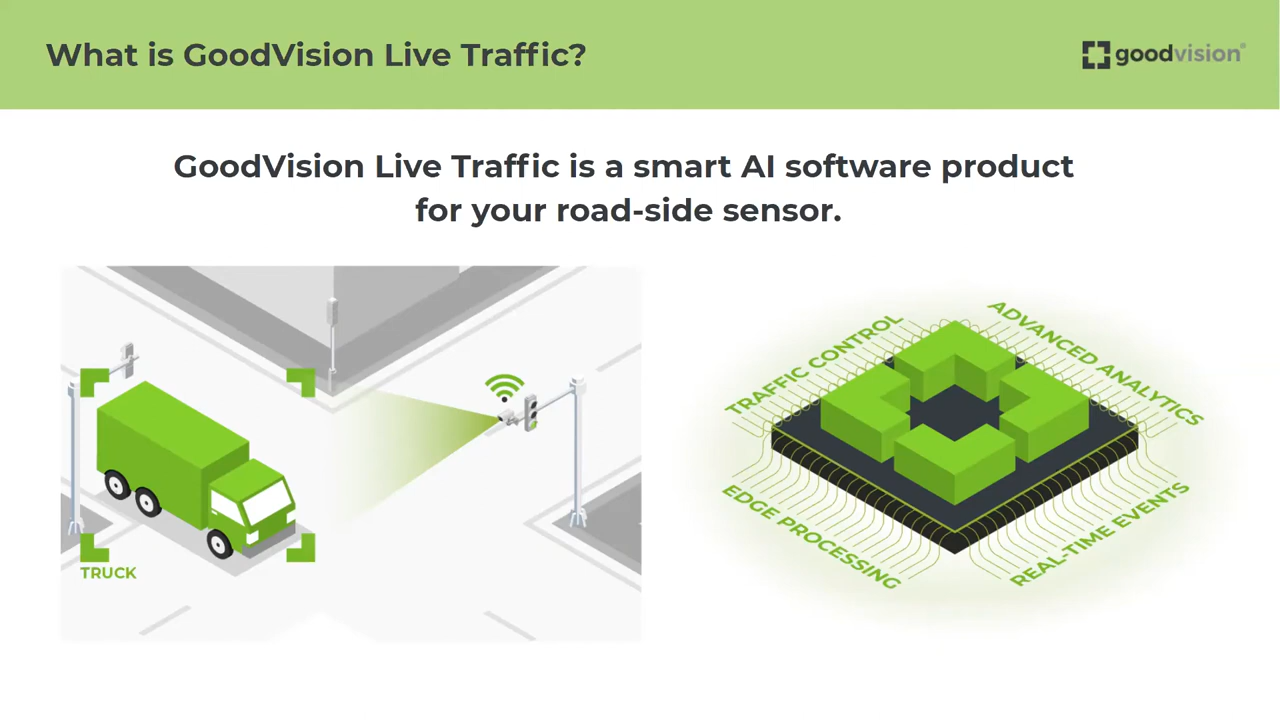 What is GoodVision Live Traffic?
goodvision®
GoodVision Live Traffic is a smart AI software product
for your road-side sensor.
TRUCK
TRAFFIC CONTROL
ADVANCED ANALYTICS
EDGE PROCESSING
REAL-TIME EVENTS